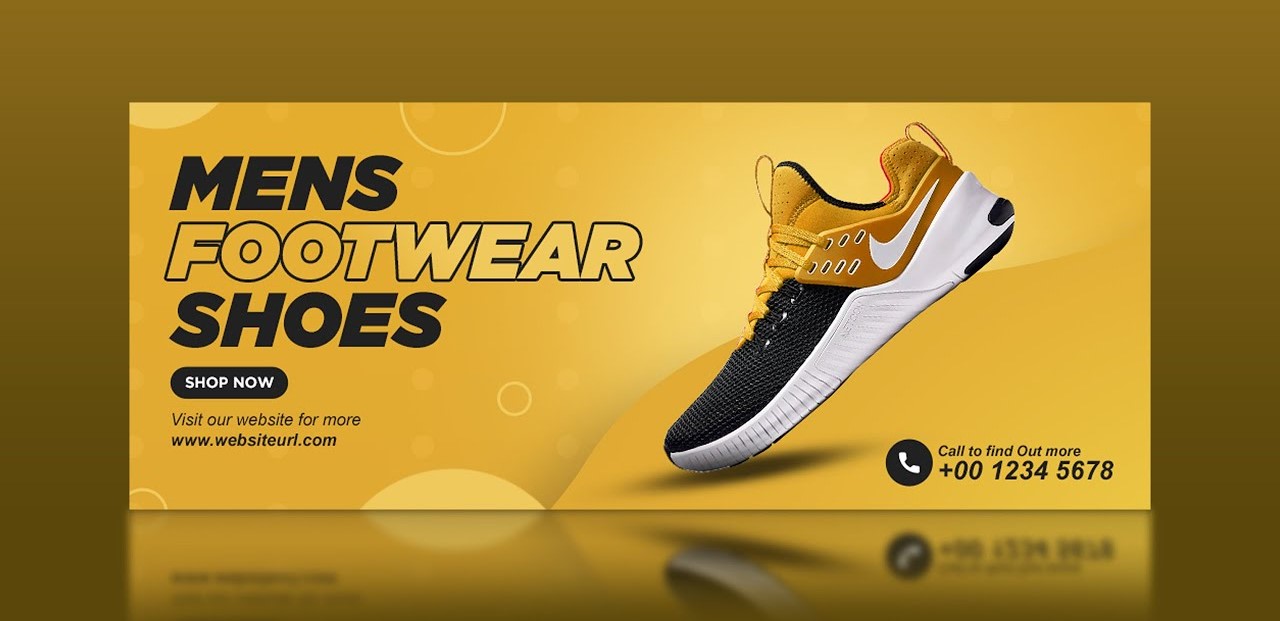 MENS
FOOTWEAR
SHOES
SHOP NOW
Visit our website for more
www.websiteurl.com
Call to find Out more
+00 1234 5678